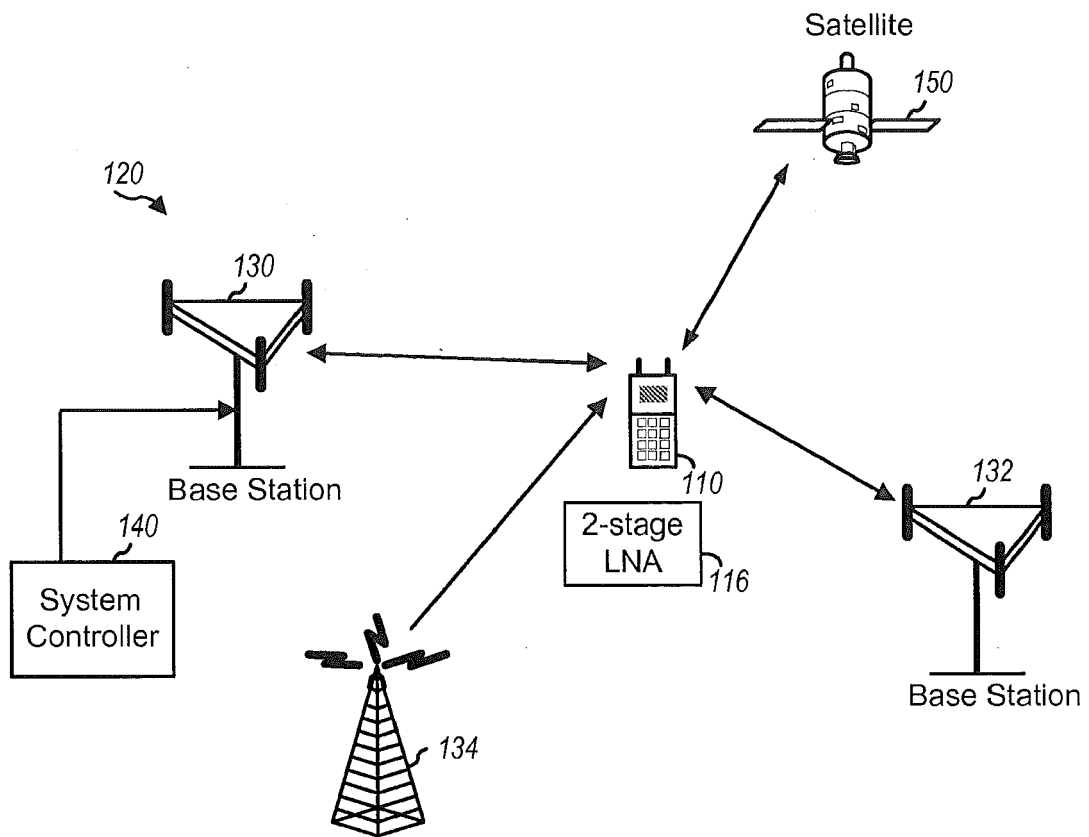 Satellite
150
120
130
Base Station
110
140
132
2-stage
LNA
116
System
Controller
Base Station
134